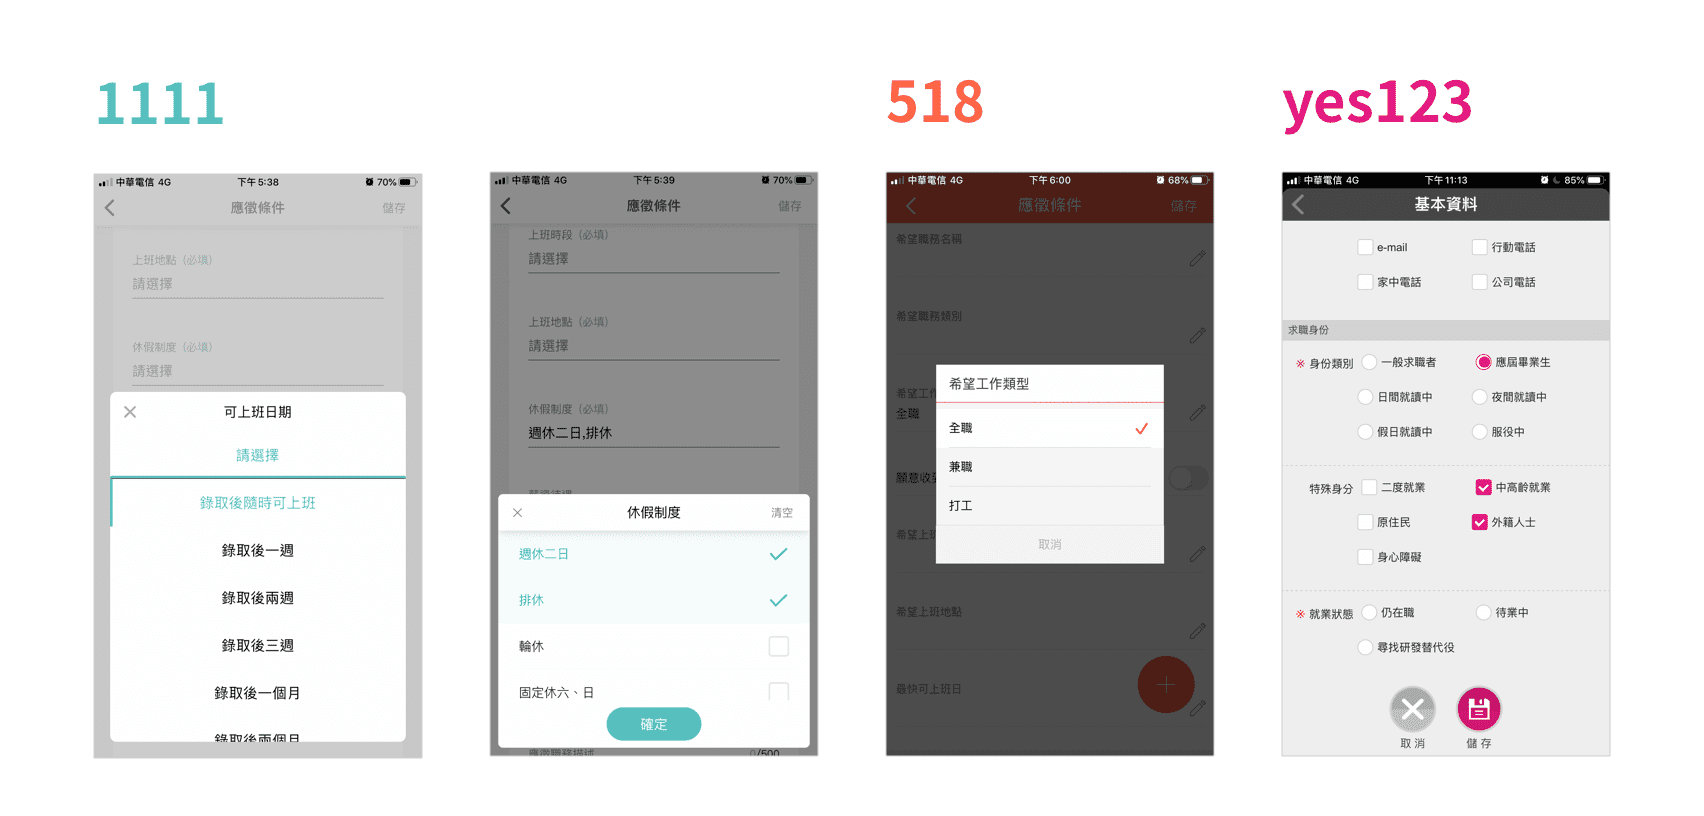 1111
518
yes123
中華電信 4G 下午5:38 70%
應徵條件 儲存
上班地點 (必填)
請選擇
休假制度 (必填)
請選擇
可上班日期
請選擇
錄取後隨時可上班
錄取後一週
錄取後兩週
錄取後三週
錄取後一個月
錄取後兩個月
中華電信 4G 下午5:39 70%
應徵條件 儲存
上班時段 (必填)
請選擇
上班地點 (必填)
請選擇
休假制度 (必填)
週休二日,排休
休假制度 清空
週休二日
排休
輪休
固定休六、日
確定
應徵職務描述 0/500
中華電信 4G 下午6:00 68%
應徵條件 儲存
希望職務名稱
希望職務類別
希望工作
全職
願意收到
希望工作類型
全職
兼職
打工
取消
希望上班
希望上班地點
最快可上班日
中華電信 4G 下午11:13 85%
基本資料
e-mail 行動電話
家中電話 公司電話
求職身份
※ 身份類別 一般求職者 應屆畢業生
日間就讀中 夜間就讀中
假日就讀中 服役中
特殊身分 二度就業 中高齡就業
原住民 外籍人士
身心障礙
※ 就業狀態 仍在職 待業中
尋找研發替代役
取消 儲存